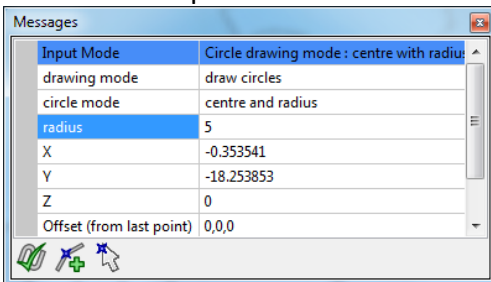 Messages
Input Mode Circle drawing mode : centre with radius
drawing mode draw circles
circle mode centre and radius
radius 5
X -0.353541
Y -18.253853
Z 0
Offset (from last point) 0,0,0